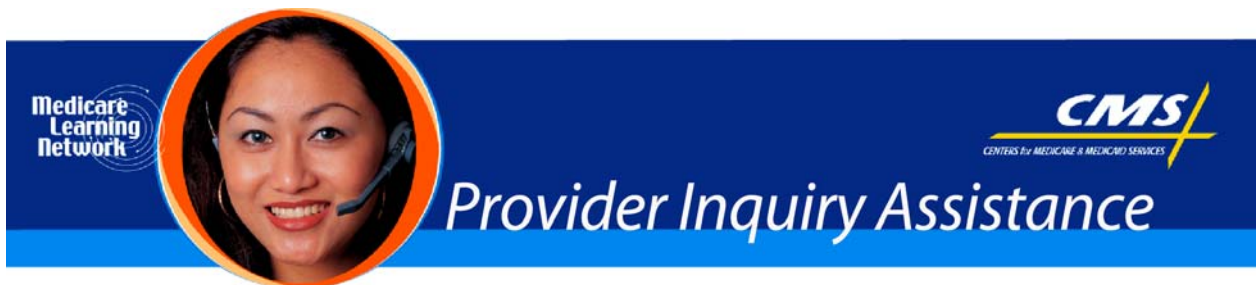 Medicare
Learning
Network
CMS
CENTERS for MEDICARE & MEDICAID SERVICES
Provider Inquiry Assistance